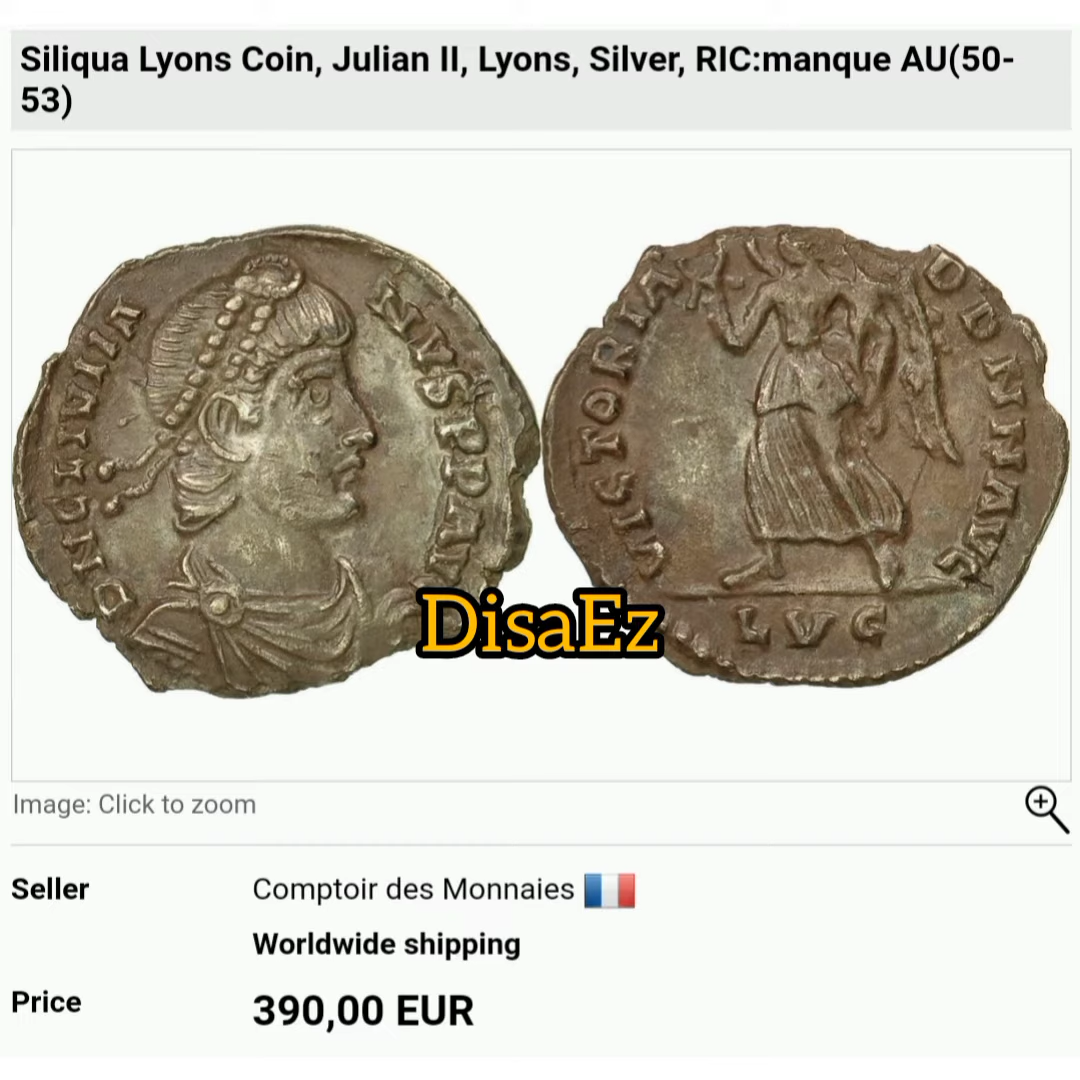 Siliqua Lyons Coin, Julian II, Lyons, Silver, RIC:manque AU(50-
53)
DNCLIVLIA
NVSPPAV
VICTORIA
DDNNAVG
LVG
DisaEz
Image: Click to zoom
Seller
Comptoir des Monnaies
Worldwide shipping
Price
390,00 EUR